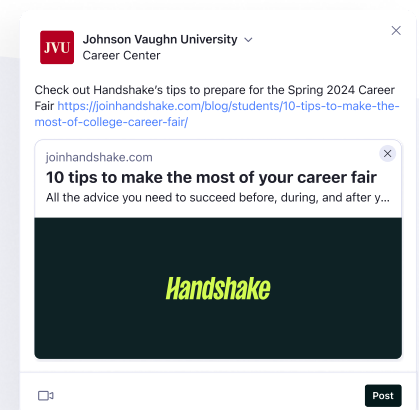 JVU
Johnson Vaughn University
Career Center
Check out Handshake's tips to prepare for the Spring 2024 Career
Fair https://joinhandshake.com/blog/students/10-tips-to-make-the-
most-of-college-career-fair/
joinhandshake.com
10 tips to make the most of your career fair
All the advice you need to succeed before, during, and after y...
Handshake
Post